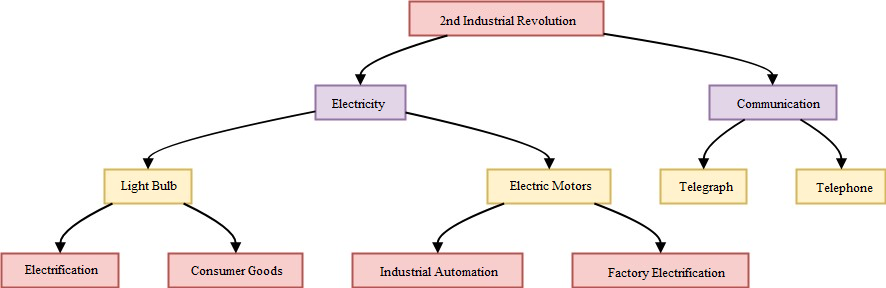 2nd Industrial Revolution
Electricity
Communication
Light Bulb
Electric Motors
Telegraph
Telephone
Electrification
Consumer Goods
Industrial Automation
Factory Electrification